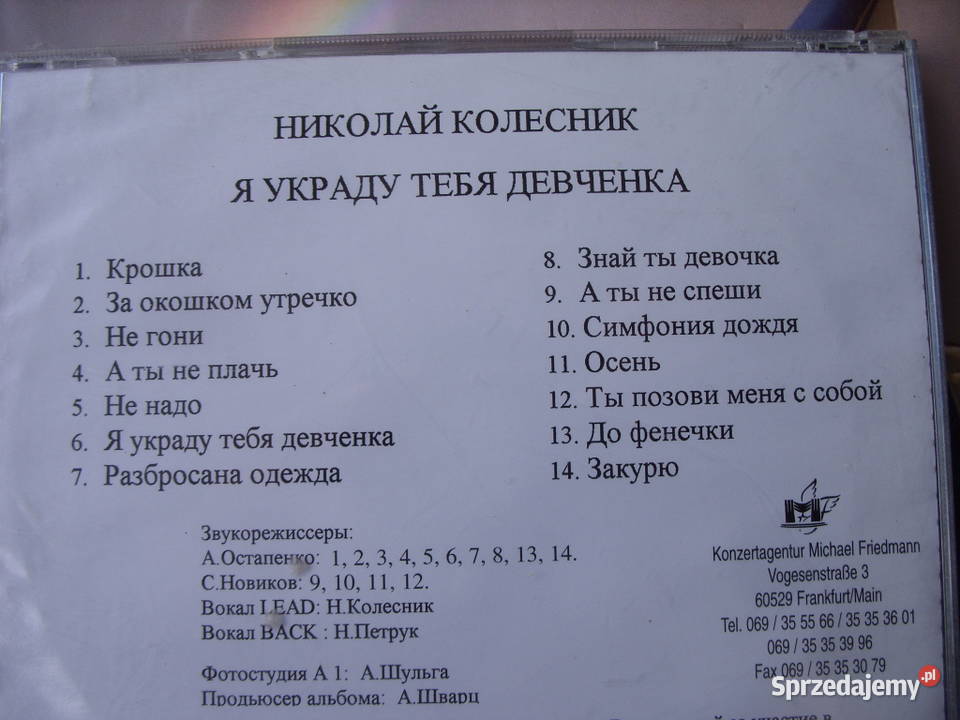 НИКОЛАЙ КОЛЕСНИК
Я УКРАДУ ТЕБЯ ДЕВЧЕНКА
1. Крошка
2. За окошком утречко
3. Не гони
4. А ты не плачь
5. Не надо
6. Я украду тебя девченка
7. Разбросана одежда
8. Знай ты девочка
9. А ты не спеши
10. Симфония дождя
11. Осень
12. Ты позови меня с собой
13. До фенечки
14. Закурю
Звукорежиссеры:
А.Остапенко: 1, 2, 3, 4, 5, 6, 7, 8, 13, 14.
С.Новиков: 9, 10, 11, 12.
Вокал LEAD: Н.Колесник
Вокал BACK : Н.Петрук
Фотостудия А 1: А.Шульга
Продьюсер альбома: А.Шварц
Konzertagentur Michael Friedmann
Vogesenstraße 3
60529 Frankfurt/Main
Tel. 069 / 35 55 66 / 35 35 36 01
069 / 35 35 39 96
Fax 069 / 35 35 30 79
Sprzedajemy.pl